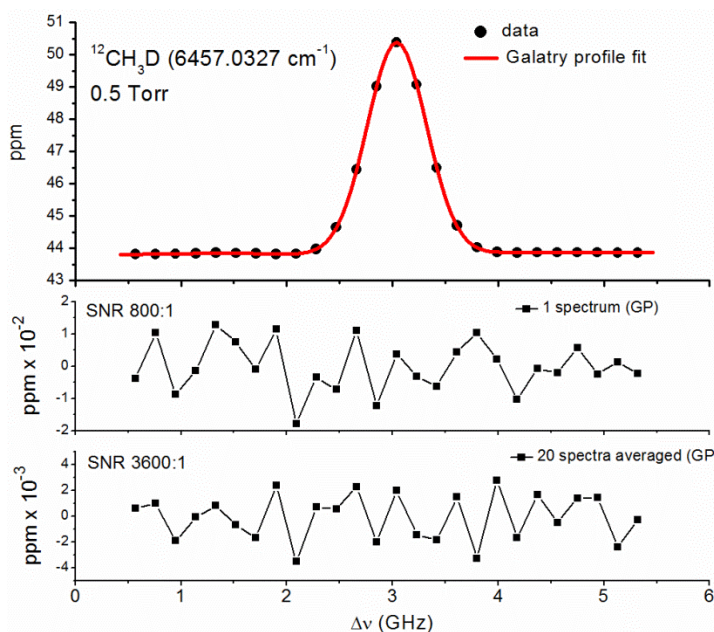 51
50
49
48
47
46
45
44
43
ppm
¹²CH₃D (6457.0327 cm⁻¹)
0.5 Torr
data
Galatry profile fit
2
1
0
-1
-2
ppm x 10⁻²
SNR 800:1
1 spectrum (GP)
4
2
0
-2
-4
ppm x 10⁻³
SNR 3600:1
20 spectra averaged (GP
0 1 2 3 4 5 6
Δν (GHz)